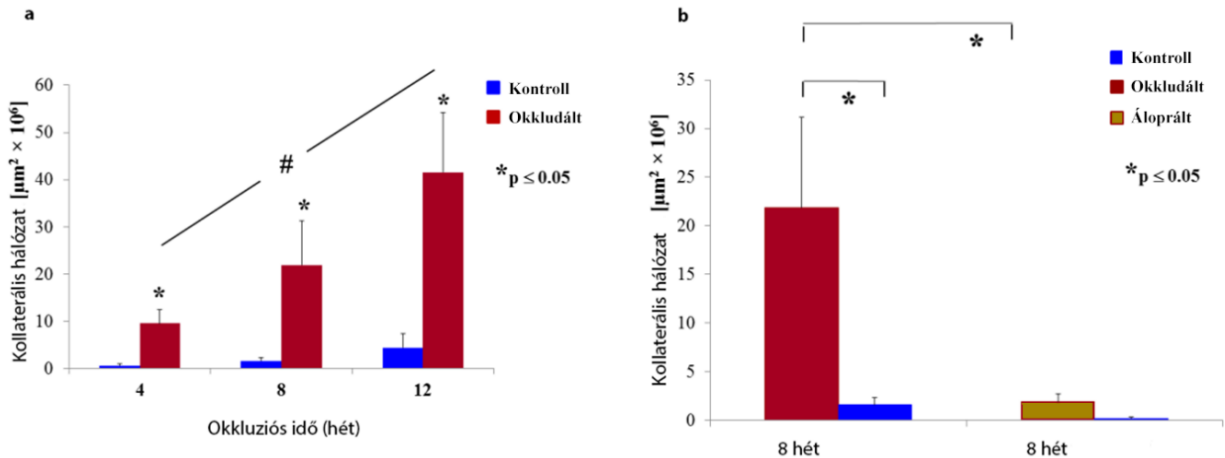 a
Kollaterális hálózat [µm² × 10⁶]
60
50
40
30
20
10
0
#
*
*
*
Kontroll
Okkludált
*p ≤ 0.05
4 8 12
Okkluziós idő (hét)
b
Kollaterális hálózat [µm² × 10⁶]
35
30
25
20
15
10
5
0
*
*
Kontroll
Okkludált
Áloprált
*p ≤ 0.05
8 hét 8 hét